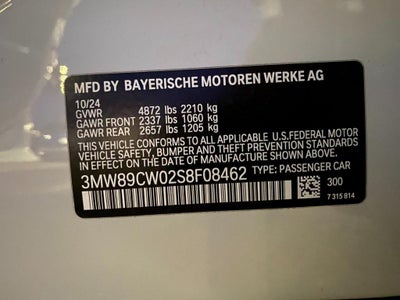 MFD BY BAYERISCHE MOTOREN WERKE AG
10/24
GVWR 4872 lbs 2210 kg
GAWR FRONT 2337 lbs 1060 kg
GAWR REAR 2657 lbs 1205 kg
THIS VEHICLE CONFORMS TO ALL APPLICABLE U.S.FEDERAL MOTOR
VEHICLE SAFETY, BUMPER AND THEFT PREVENTION STANDARDS
IN EFFECT ON THE DATE OF MANUFACTURE SHOWN ABOVE.
3MW89CW02S8F08462 TYPE: PASSENGER CAR
300
7 315 814